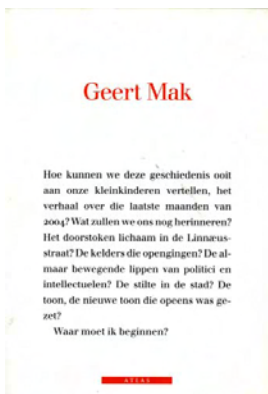 Geert Mak
Hoe kunnen we deze geschiedenis ooit
aan onze kleinkinderen vertellen, het
verhaal over die laatste maanden van
2004? Wat zullen we ons nog herinneren?
Het doorstoken lichaam in de Linnæus-
straat? De kelders die opengingen? De al-
maar bewegende lippen van politici en
intellectuelen? De stilte in de stad? De
toon, de nieuwe toon die opeens was ge-
zet?
Waar moet ik beginnen?
ATLAS